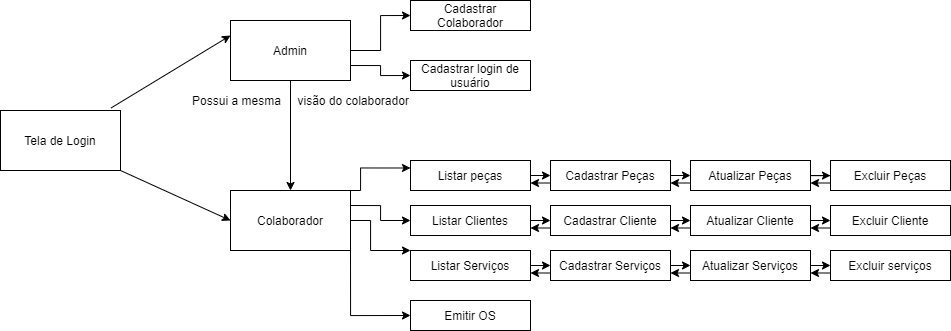 Cadastrar
Colaborador
Admin
Cadastrar login de
usuário
Possui a mesma
visão do colaborador
Tela de Login
Listar peças
Cadastrar Peças
Atualizar Peças
Excluir Peças
Colaborador
Listar Clientes
Cadastrar Cliente
Atualizar Cliente
Excluir Cliente
Listar Serviços
Cadastrar Serviços
Atualizar Serviços
Excluir serviços
Emitir OS